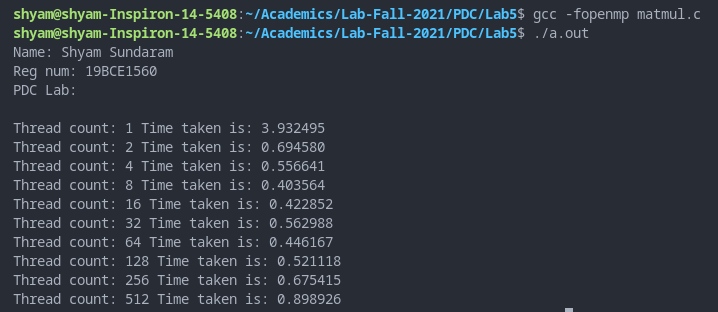 shyam@shyam-Inspiron-14-5408:~/Academics/Lab-Fall-2021/PDC/Lab5$ gcc -fopenmp matmul.c
shyam@shyam-Inspiron-14-5408:~/Academics/Lab-Fall-2021/PDC/Lab5$ ./a.out
Name: Shyam Sundaram
Reg num: 19BCE1560
PDC Lab:
Thread count: 1 Time taken is: 3.932495
Thread count: 2 Time taken is: 0.694580
Thread count: 4 Time taken is: 0.556641
Thread count: 8 Time taken is: 0.403564
Thread count: 16 Time taken is: 0.422852
Thread count: 32 Time taken is: 0.562988
Thread count: 64 Time taken is: 0.446167
Thread count: 128 Time taken is: 0.521118
Thread count: 256 Time taken is: 0.675415
Thread count: 512 Time taken is: 0.898926